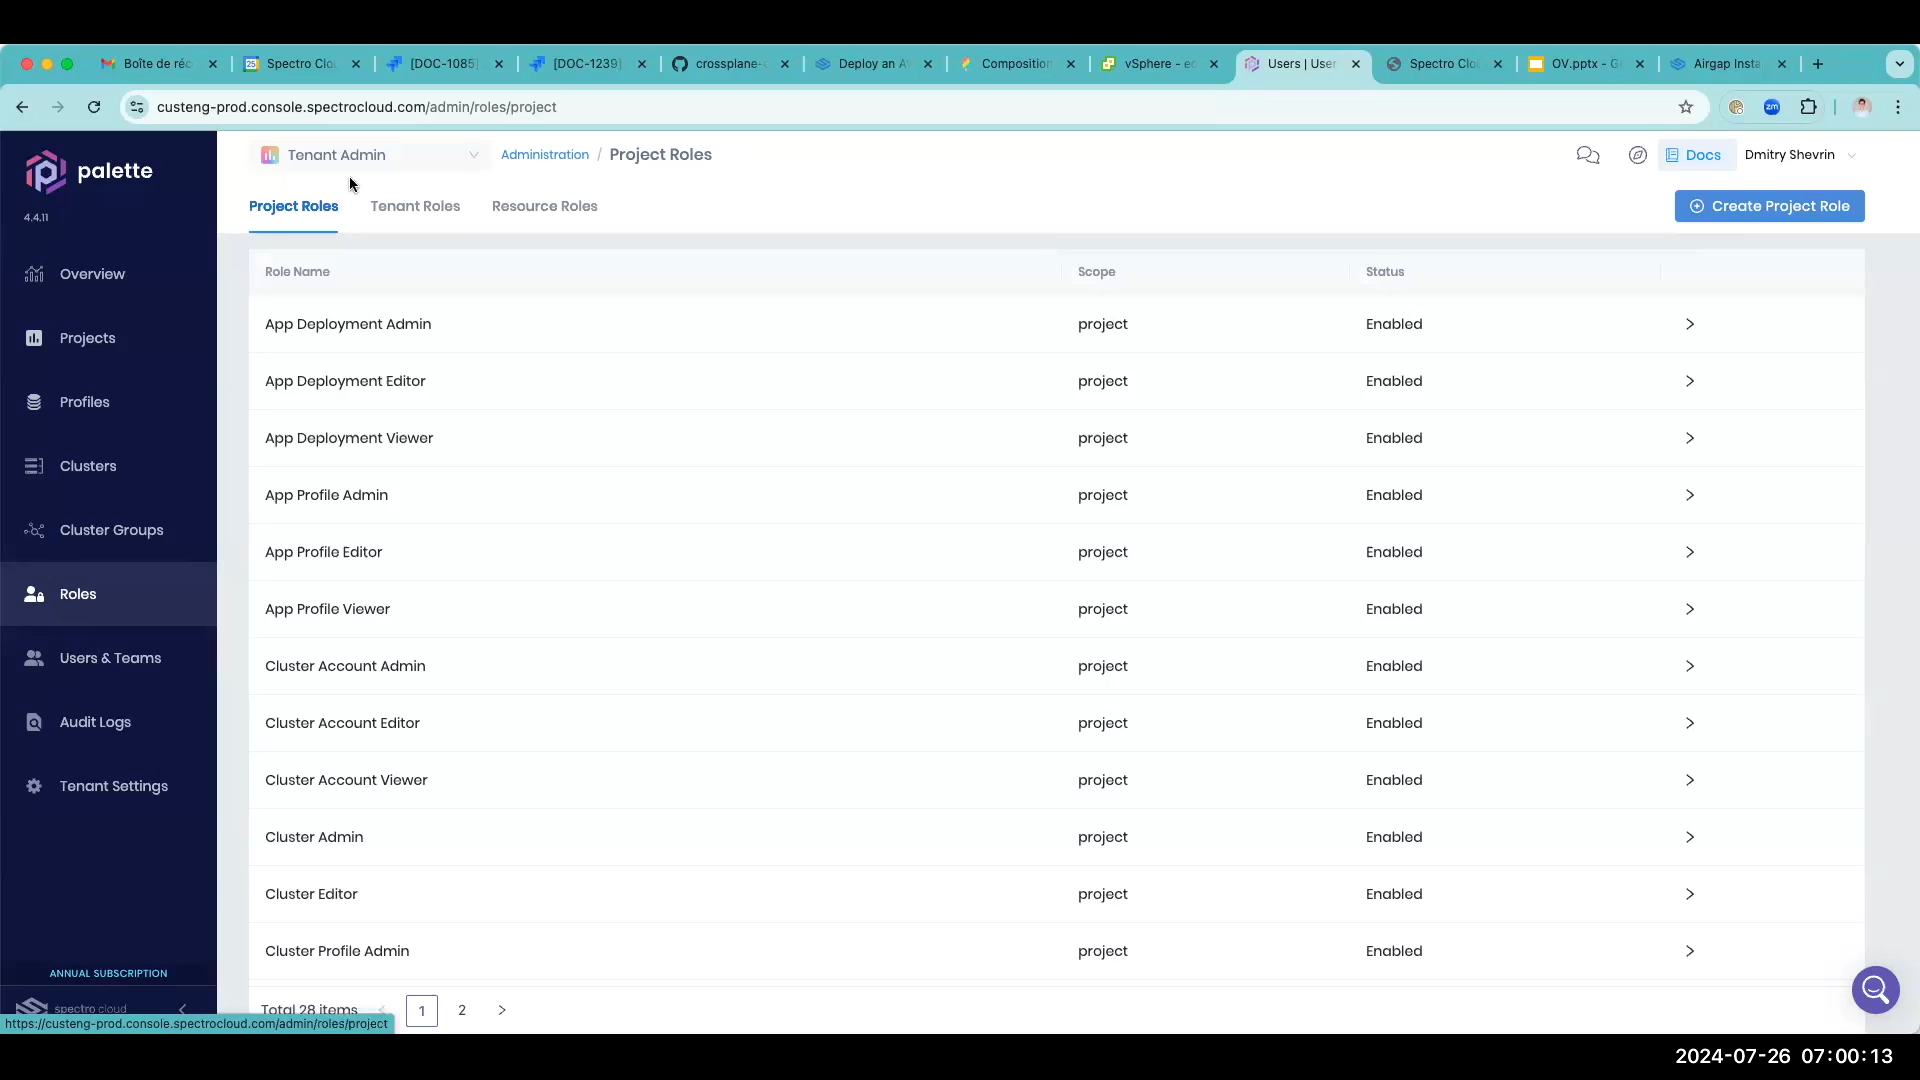 Boîte de réc
Spectro Clou
[DOC-1085]
[DOC-1239]
crossplane-c
Deploy an A
Composition
vSphere - ec
Users | User
Spectro Clou
OV.pptx - G
Airgap Insta
custeng-prod.console.spectrocloud.com/admin/roles/project
palette
4.4.11
Overview
Projects
Profiles
Clusters
Cluster Groups
Roles
Users & Teams
Audit Logs
Tenant Settings
ANNUAL SUBSCRIPTION
spectro cloud
https://custeng-prod.console.spectrocloud.com/admin/roles/project
Tenant Admin
Administration / Project Roles
Docs
Dmitry Shevrin
Project Roles Tenant Roles Resource Roles
Create Project Role
Role Name Scope Status
App Deployment Admin project Enabled
App Deployment Editor project Enabled
App Deployment Viewer project Enabled
App Profile Admin project Enabled
App Profile Editor project Enabled
App Profile Viewer project Enabled
Cluster Account Admin project Enabled
Cluster Account Editor project Enabled
Cluster Account Viewer project Enabled
Cluster Admin project Enabled
Cluster Editor project Enabled
Cluster Profile Admin project Enabled
Total 28 items < 1 2 >
2024-07-26 07:00:13